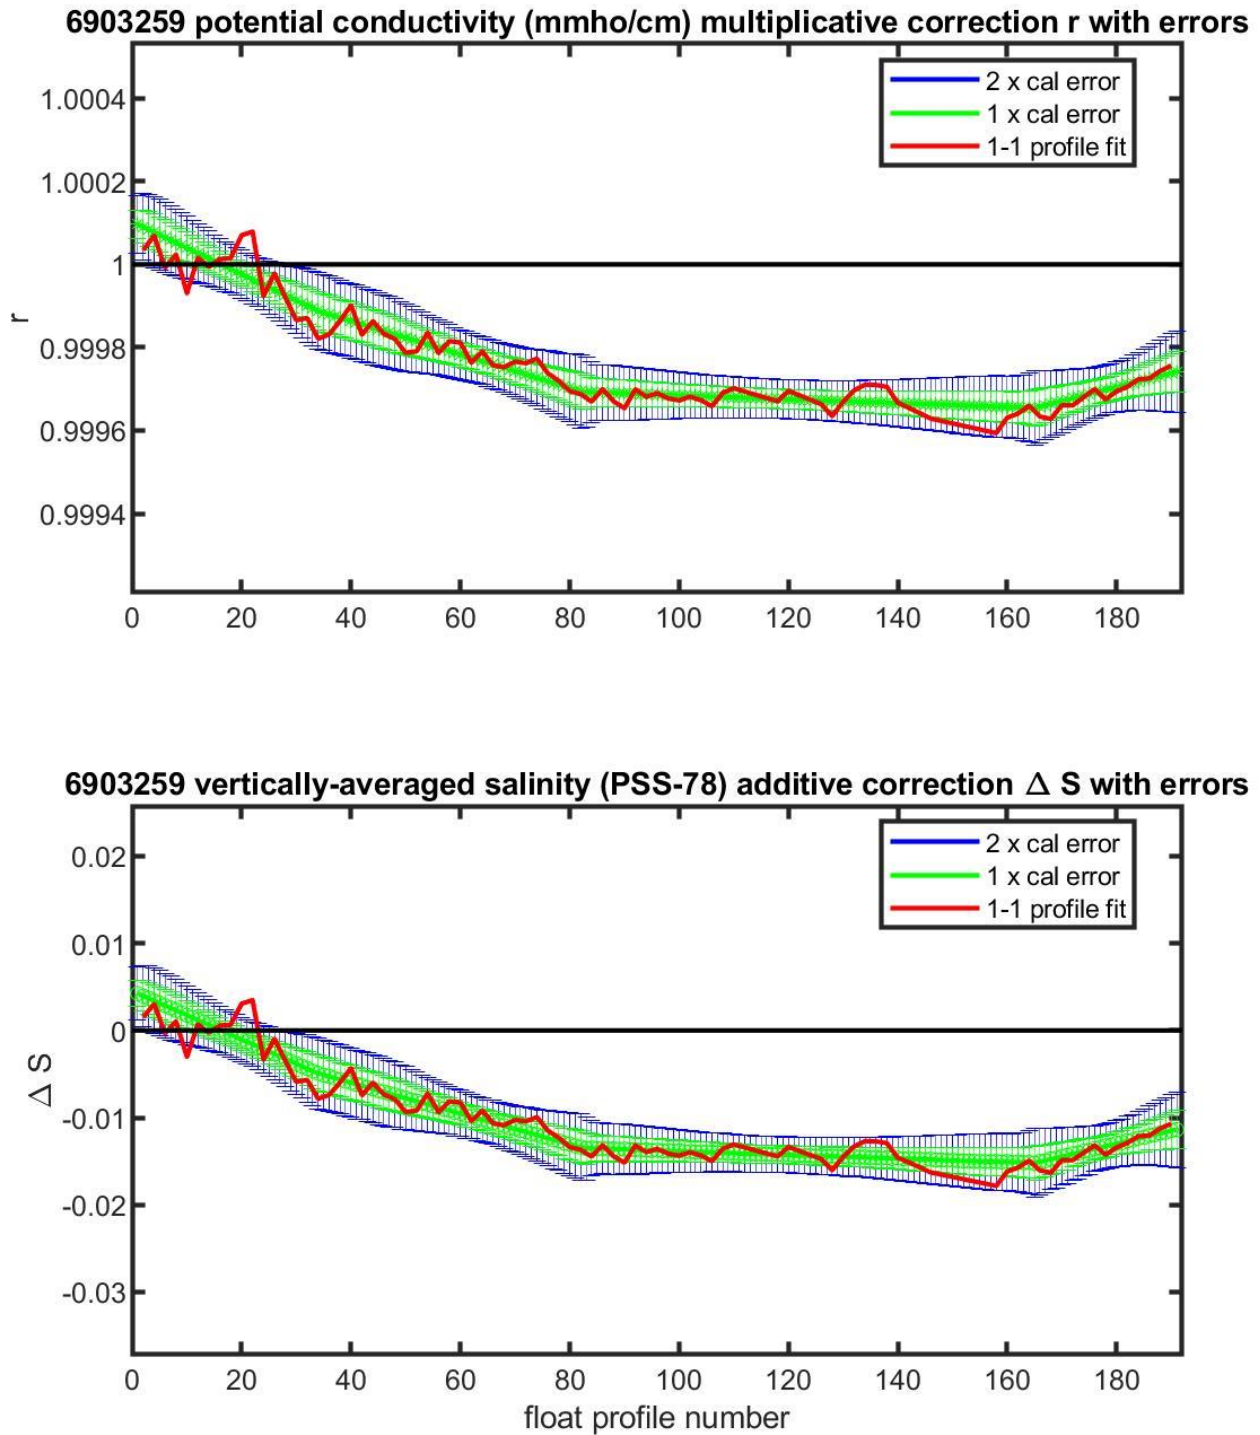 6903259 potential conductivity (mmho/cm) multiplicative correction r with errors
2 x cal error
1 x cal error
1-1 profile fit
1.0004
1.0002
1
0.9998
0.9996
0.9994
r
0 20 40 60 80 100 120 140 160 180
6903259 vertically-averaged salinity (PSS-78) additive correction Δ S with errors
2 x cal error
1 x cal error
1-1 profile fit
0.02
0.01
0
-0.01
-0.02
-0.03
Δ S
0 20 40 60 80 100 120 140 160 180
float profile number